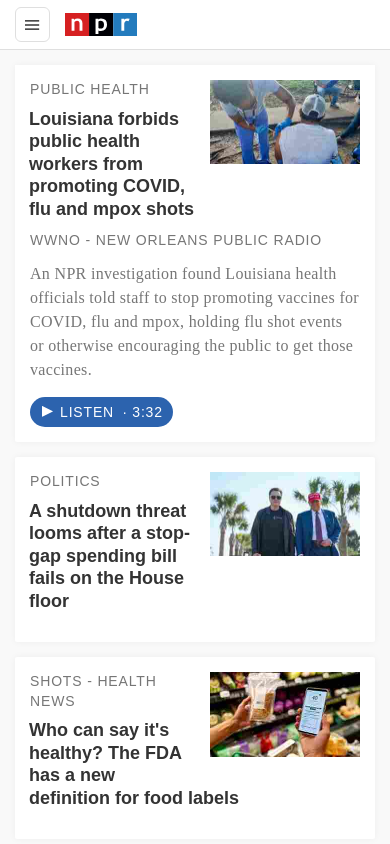 npr
PUBLIC HEALTH
Louisiana forbids
public health
workers from
promoting COVID,
flu and mpox shots
WWNO - NEW ORLEANS PUBLIC RADIO
An NPR investigation found Louisiana health
officials told staff to stop promoting vaccines for
COVID, flu and mpox, holding flu shot events
or otherwise encouraging the public to get those
vaccines.
LISTEN · 3:32
POLITICS
A shutdown threat
looms after a stop-
gap spending bill
fails on the House
floor
SHOTS - HEALTH
NEWS
Who can say it's
healthy? The FDA
has a new
definition for food labels